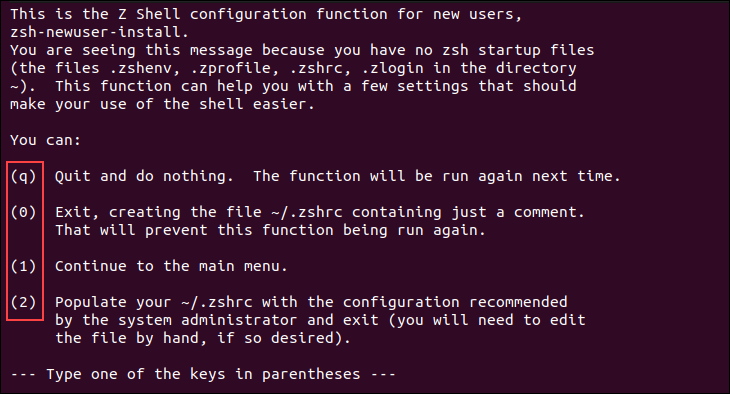 This is the Z Shell configuration function for new users,
zsh-newuser-install.
You are seeing this message because you have no zsh startup files
(the files .zshenv, .zprofile, .zshrc, .zlogin in the directory
~).  This function can help you with a few settings that should
make your use of the shell easier.
You can:
(q)  Quit and do nothing.  The function will be run again next time.
(0)  Exit, creating the file ~/.zshrc containing just a comment.
That will prevent this function being run again.
(1)  Continue to the main menu.
(2)  Populate your ~/.zshrc with the configuration recommended
by the system administrator and exit (you will need to edit
the file by hand, if so desired).
--- Type one of the keys in parentheses ---